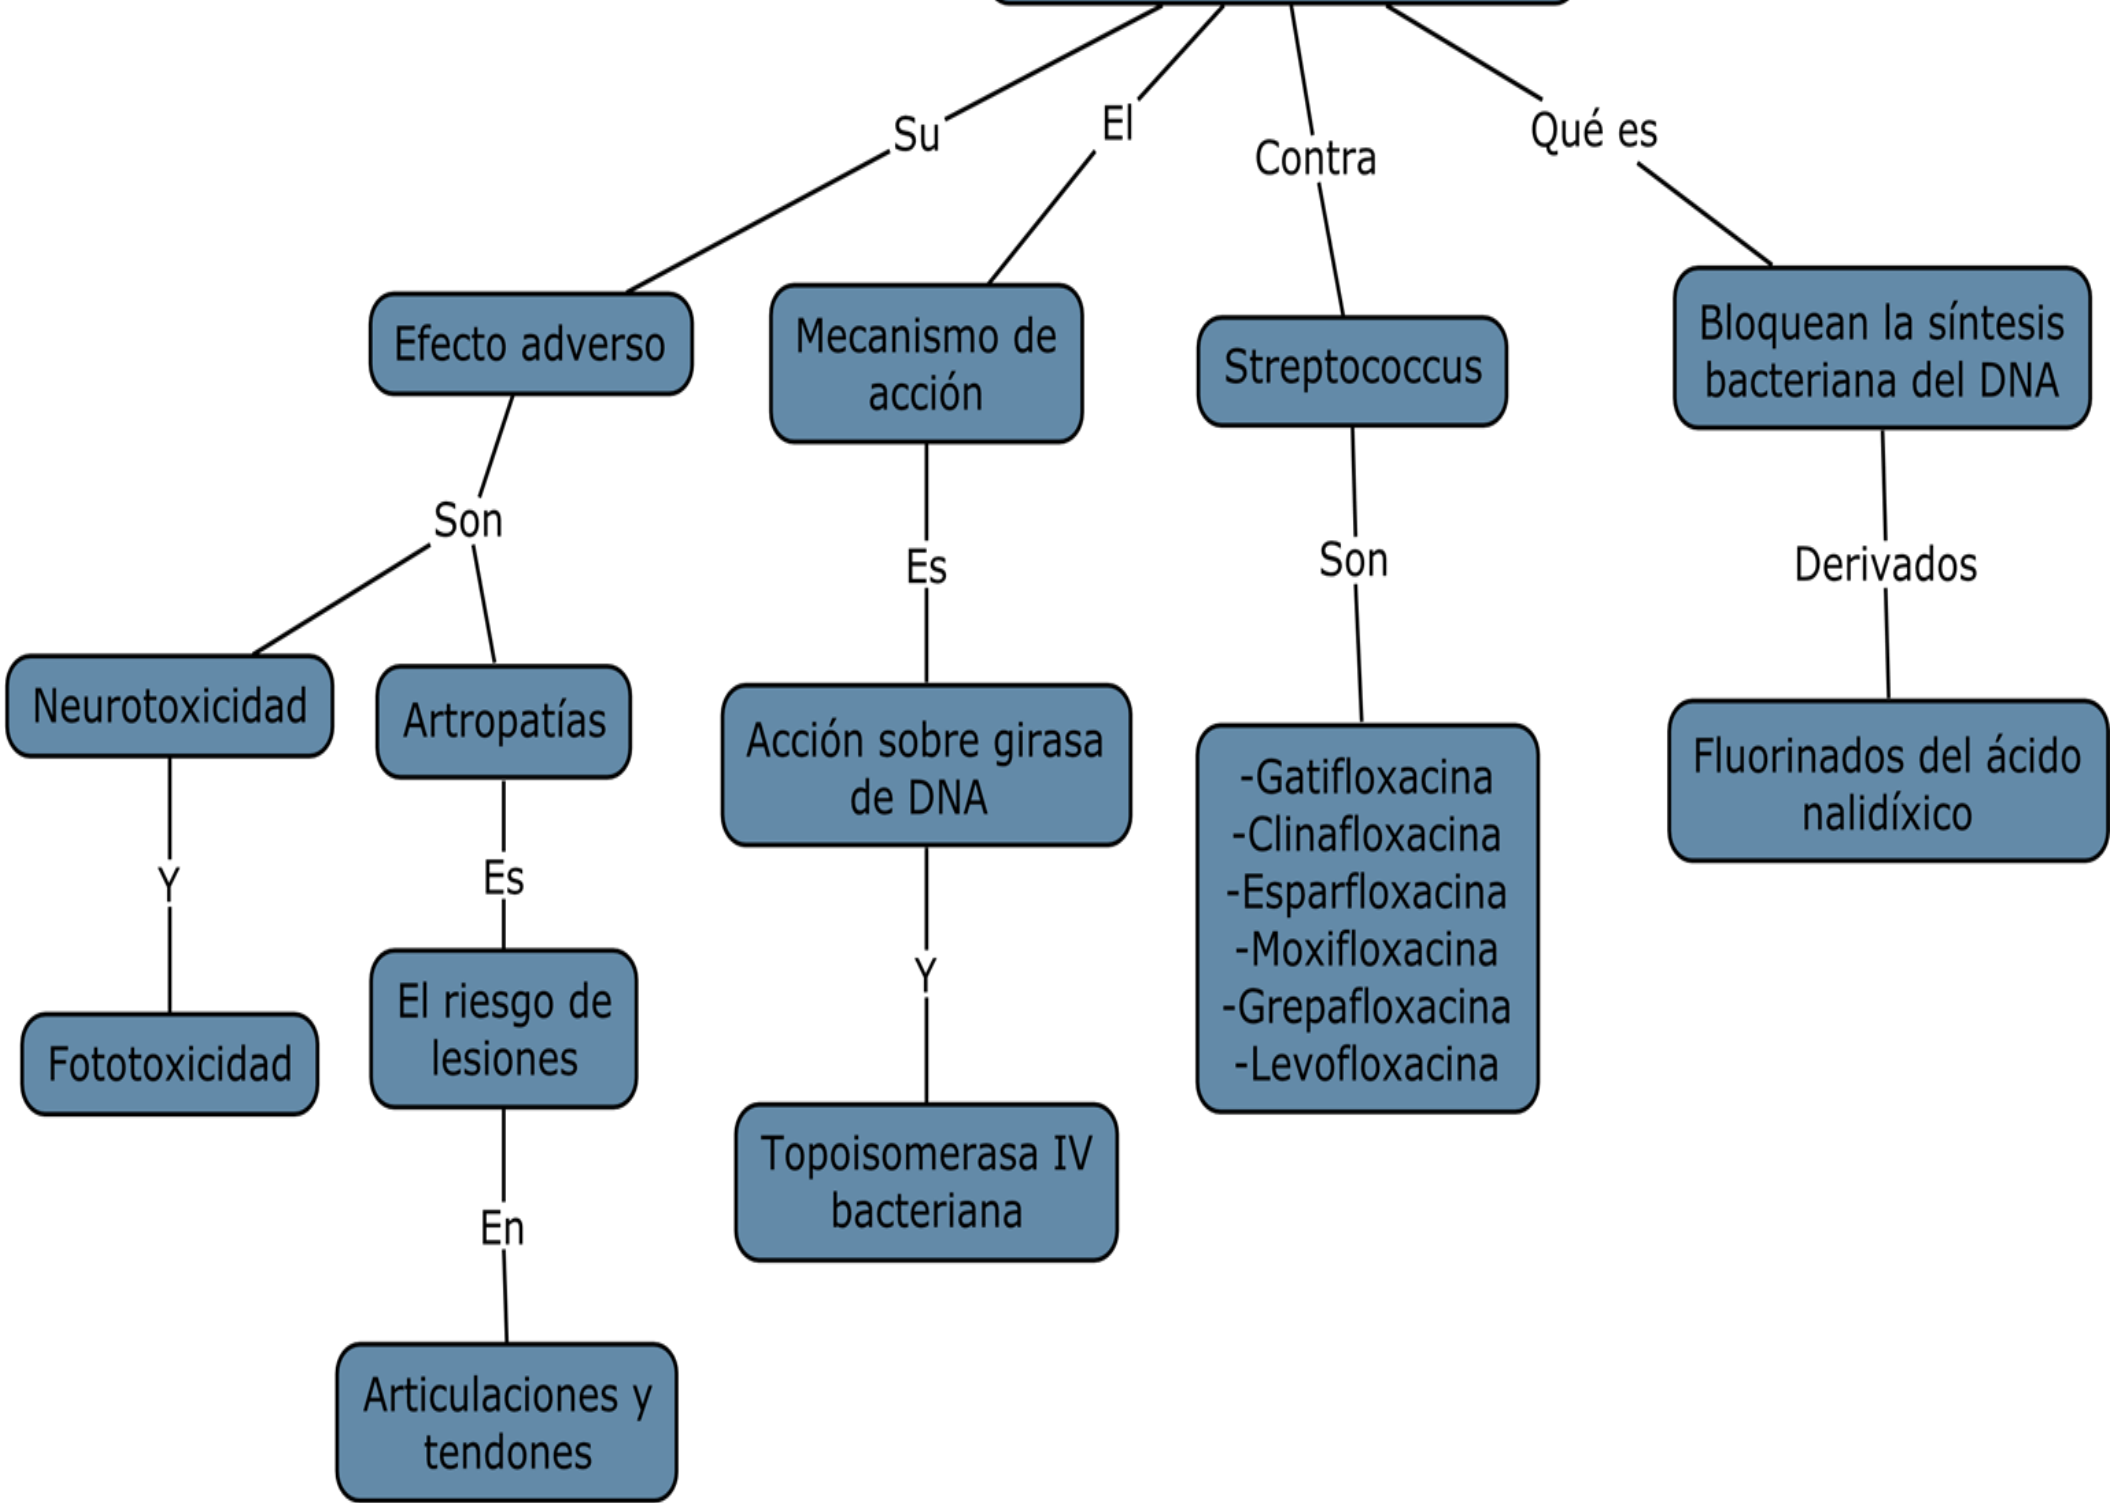 Su
El
Contra
Qué es
Efecto adverso
Mecanismo de
acción
Streptococcus
Bloquean la síntesis
bacteriana del DNA
Son
Es
Son
Derivados
Neurotoxicidad
Artropatías
Acción sobre girasa
de DNA
-Gatifloxacina
-Clinafloxacina
-Esparfloxacina
-Moxifloxacina
-Grepafloxacina
-Levofloxacina
Fluorinados del ácido
nalidíxico
Y
Es
Y
Fototoxicidad
El riesgo de
lesiones
Topoisomerasa IV
bacteriana
En
Articulaciones y
tendones